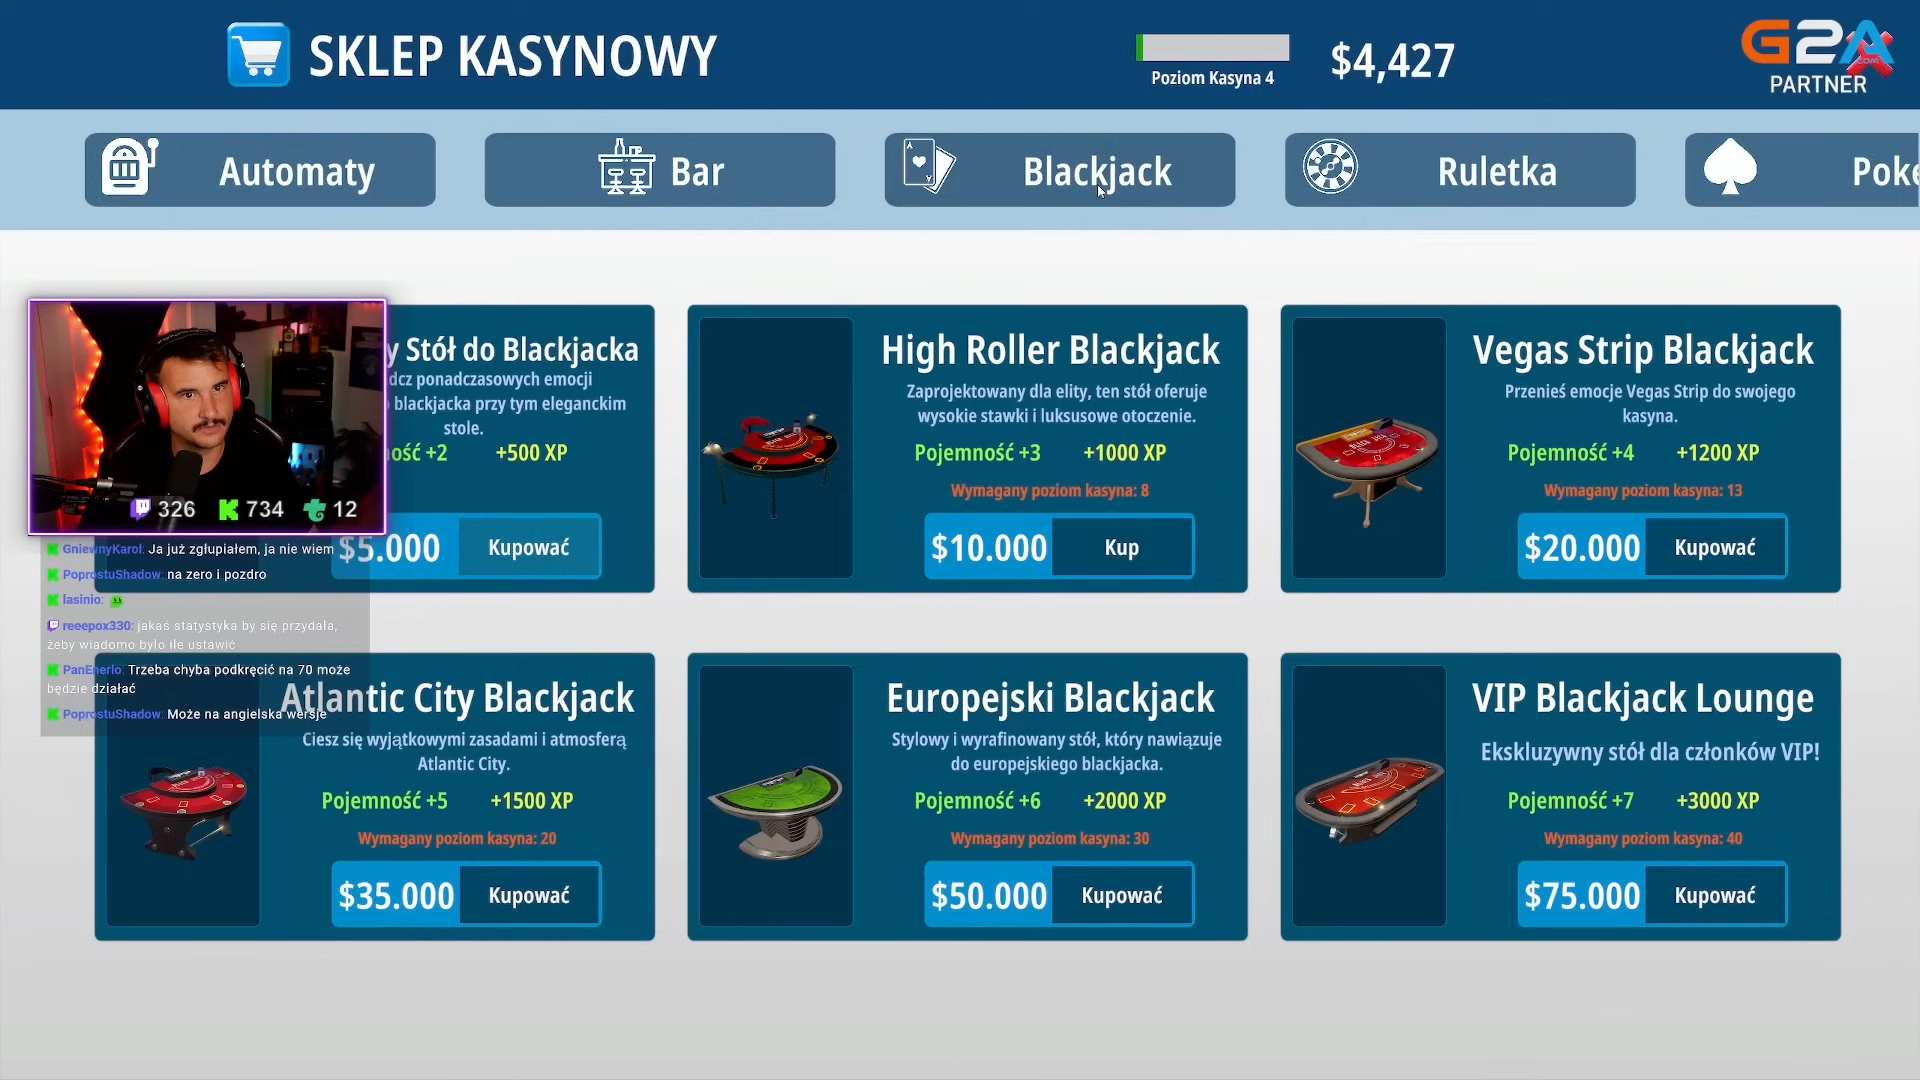 SKLEP KASYNOWY
Poziom Kasyna 4
$4,427
G2A
.COM
PARTNER
Automaty
Bar
Blackjack
Ruletka
Poke
y Stół do Blackjacka
dcz ponadczasowych emocji
blackjacka przy tym eleganckim
stole.
ość +2 +500 XP
$5.000 Kupować
High Roller Blackjack
Zaprojektowany dla elity, ten stół oferuje
wysokie stawki i luksusowe otoczenie.
Pojemność +3 +1000 XP
Wymagany poziom kasyna: 8
$10.000 Kup
Vegas Strip Blackjack
Przenieś emocje Vegas Strip do swojego
kasyna.
Pojemność +4 +1200 XP
Wymagany poziom kasyna: 13
$20.000 Kupować
326 734 12
GniewnyKarol: Ja już zgłupiałem, ja nie wiem
PoprostuShadow: na zero i pozdro
lasinio:
reeepox330: jakaś statystyka by się przydała,
żeby wiadomo było ile ustawić
PanEnerlo: Trzeba chyba podkręcić na 70 może
będzie działać
PoprostuShadow: Może na angielska wersje
Atlantic City Blackjack
Ciesz się wyjątkowymi zasadami i atmosferą
Atlantic City.
Pojemność +5 +1500 XP
Wymagany poziom kasyna: 20
$35.000 Kupować
Europejski Blackjack
Stylowy i wyrafinowany stół, który nawiązuje
do europejskiego blackjacka.
Pojemność +6 +2000 XP
Wymagany poziom kasyna: 30
$50.000 Kupować
VIP Blackjack Lounge
Ekskluzywny stół dla członków VIP!
Pojemność +7 +3000 XP
Wymagany poziom kasyna: 40
$75.000 Kupować